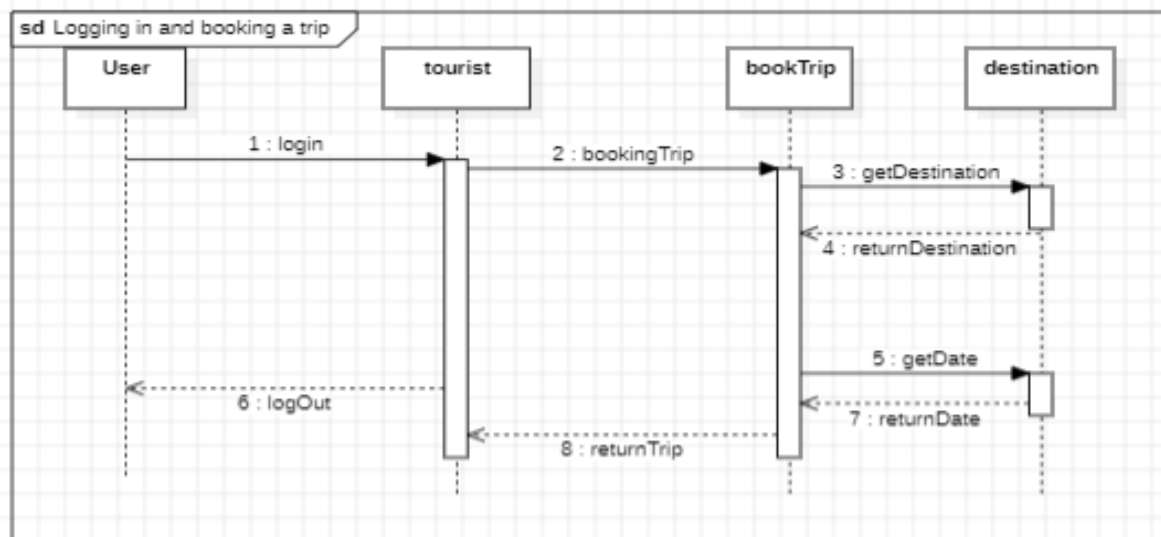 sd Logging in and booking a trip
User
tourist
bookTrip
destination
1 : login
2 : bookingTrip
3 : getDestination
4 : returnDestination
5 : getDate
6 : logOut
7 : returnDate
8 : returnTrip